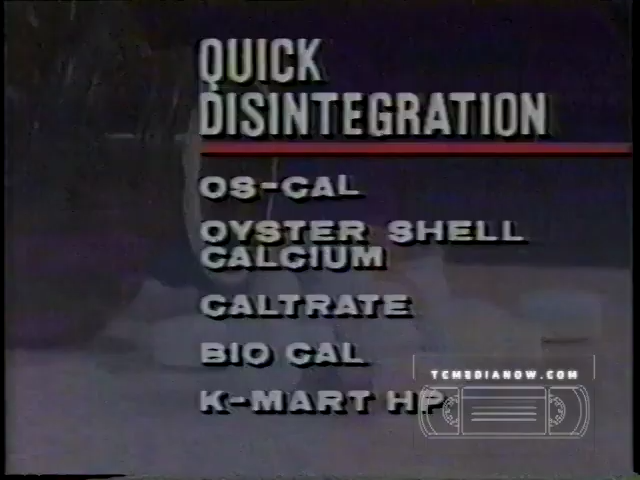 QUICK
DISINTEGRATION
OS-CAL
OYSTER SHELL
CALCIUM
CALTRATE
BIO CAL
K-MART HP
TCMEDIANOW.COM